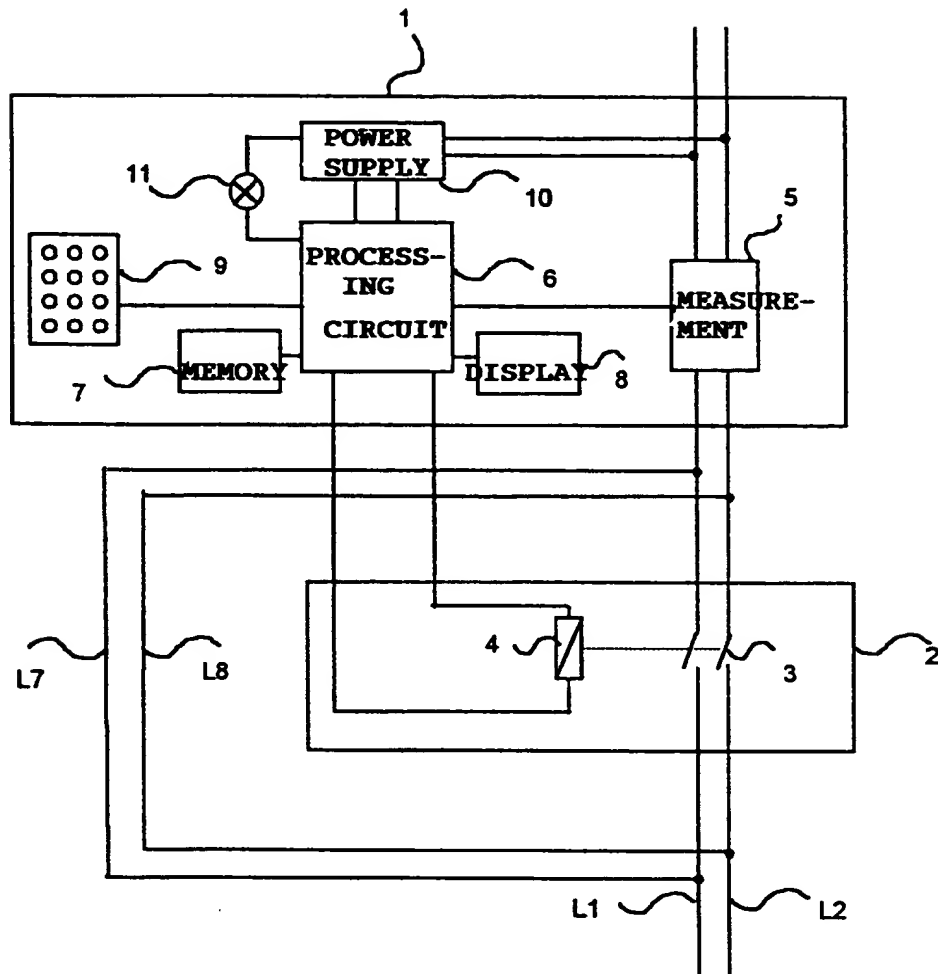 1
POWER
SUPPLY
11
10
5
9
PROCESS-
ING
CIRCUIT
6
MEASURE-
MENT
7
MEMORY
DISPLAY
8
4
3
2
L7
L8
L1
L2